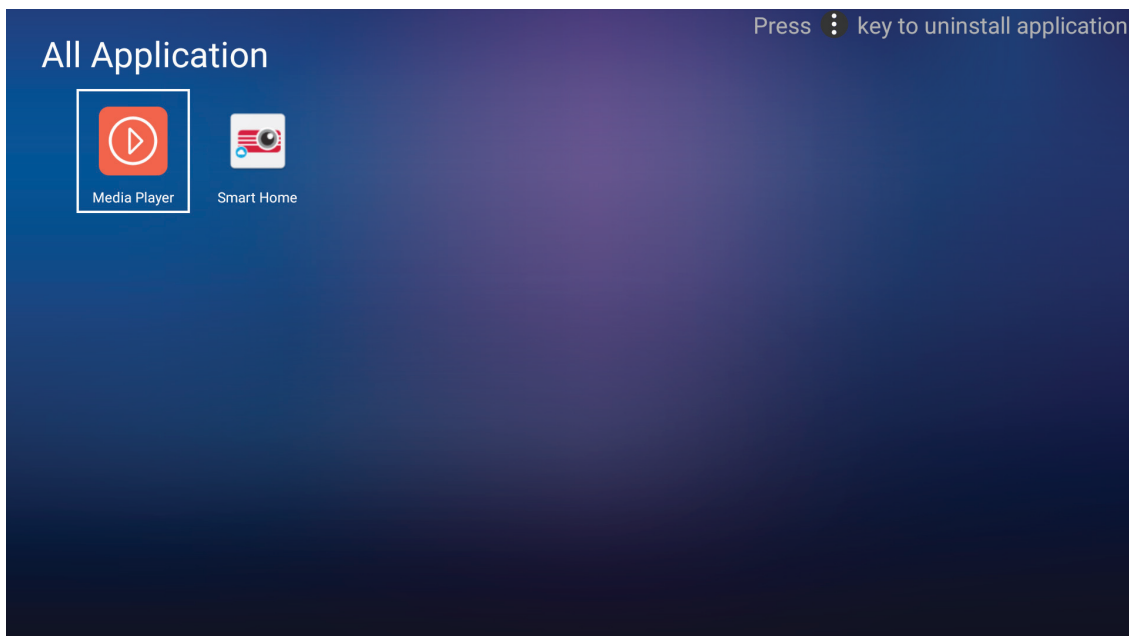 Press key to uninstall application
All Application
Media Player
Smart Home